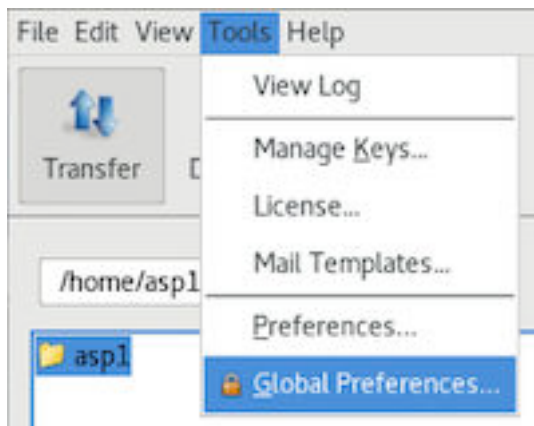 File Edit View Tools Help
View Log
Transfer
Manage Keys...
License...
Mail Templates...
/home/asp1
Preferences...
asp1
Global Preferences...